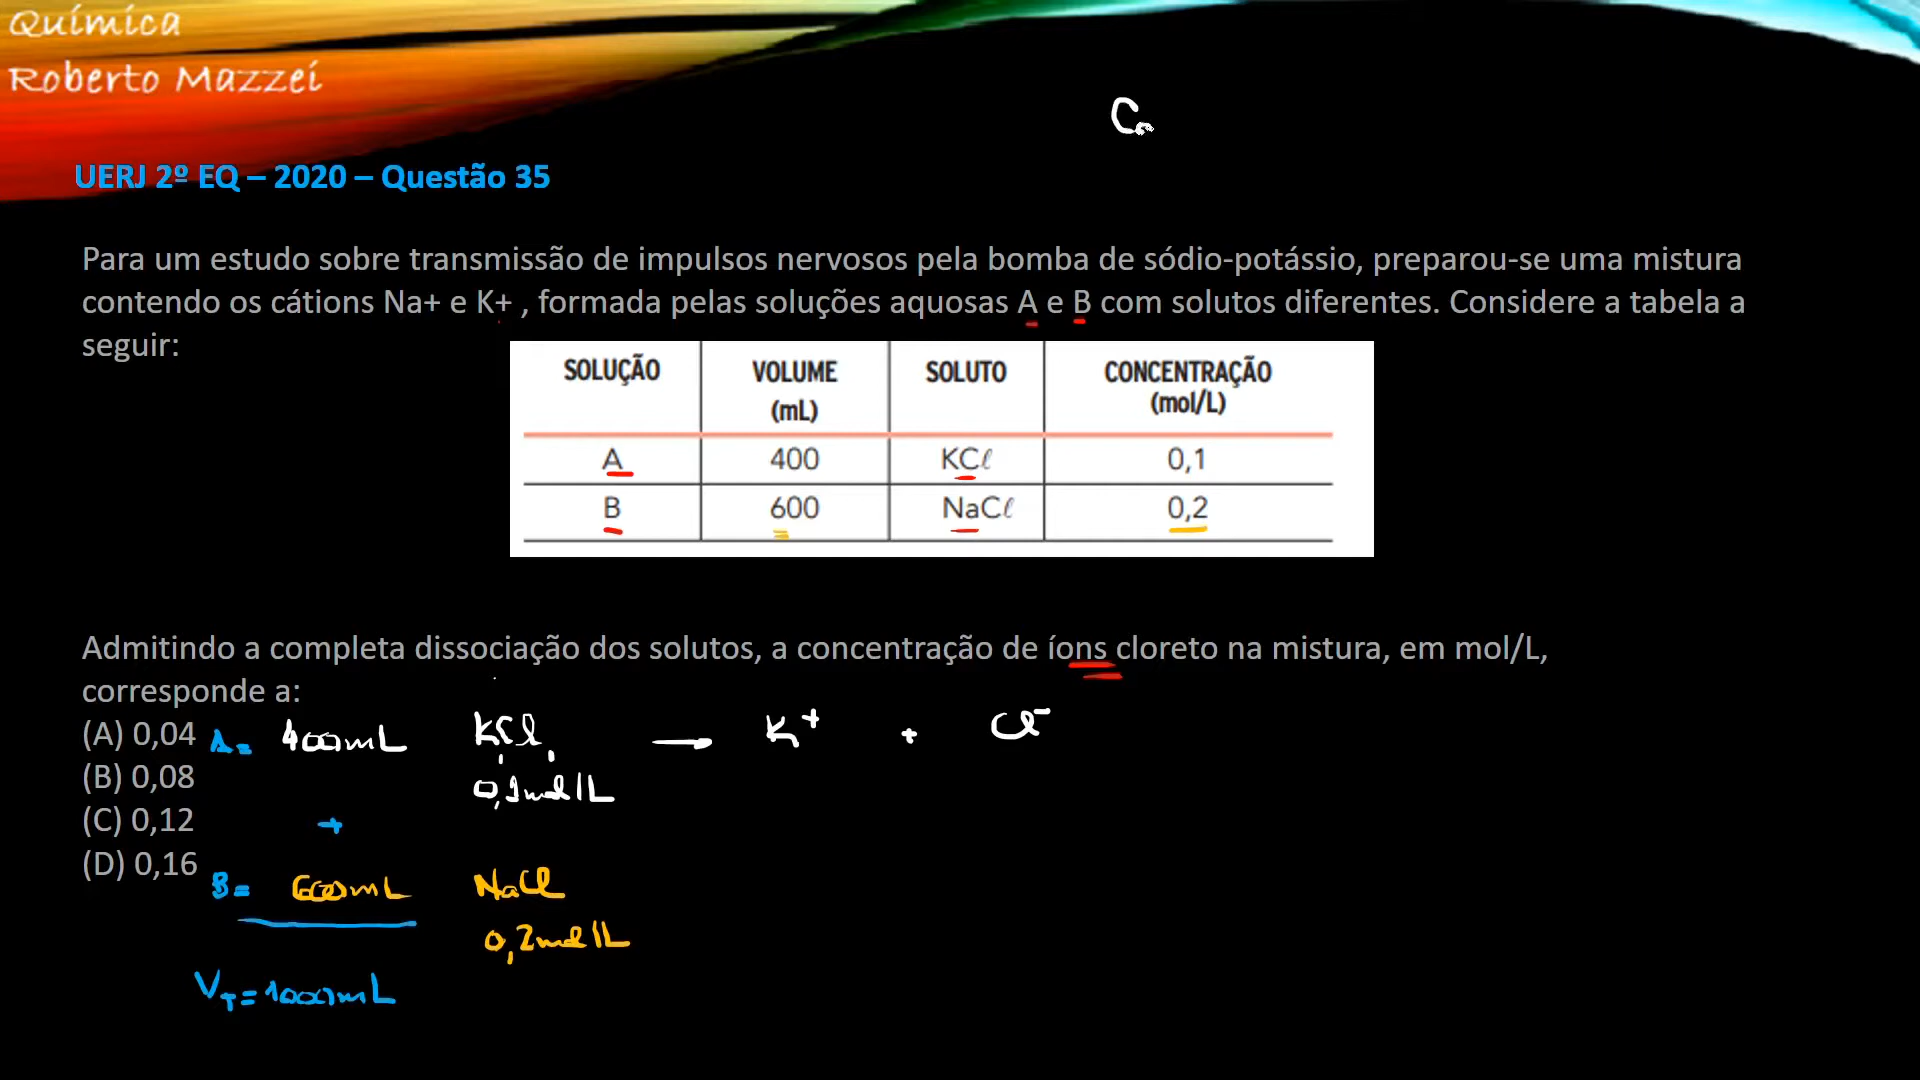 Química
Roberto Mazzei
UERJ 2º EQ – 2020 – Questão 35
Para um estudo sobre transmissão de impulsos nervosos pela bomba de sódio-potássio, preparou-se uma mistura
contendo os cátions Na+ e K+ , formada pelas soluções aquosas A e B com solutos diferentes. Considere a tabela a
seguir:
SOLUÇÃO VOLUME (mL) SOLUTO CONCENTRAÇÃO (mol/L)
A 400 KCℓ 0,1
B 600 NaCℓ 0,2
Admitindo a completa dissociação dos solutos, a concentração de íons cloreto na mistura, em mol/L,
corresponde a:
(A) 0,04
(B) 0,08
(C) 0,12
(D) 0,16
A = 400mL KCl → K⁺ + Cl⁻
0,1mol/L
+
B = 600mL NaCl
0,2mol/L
VT = 1000mL